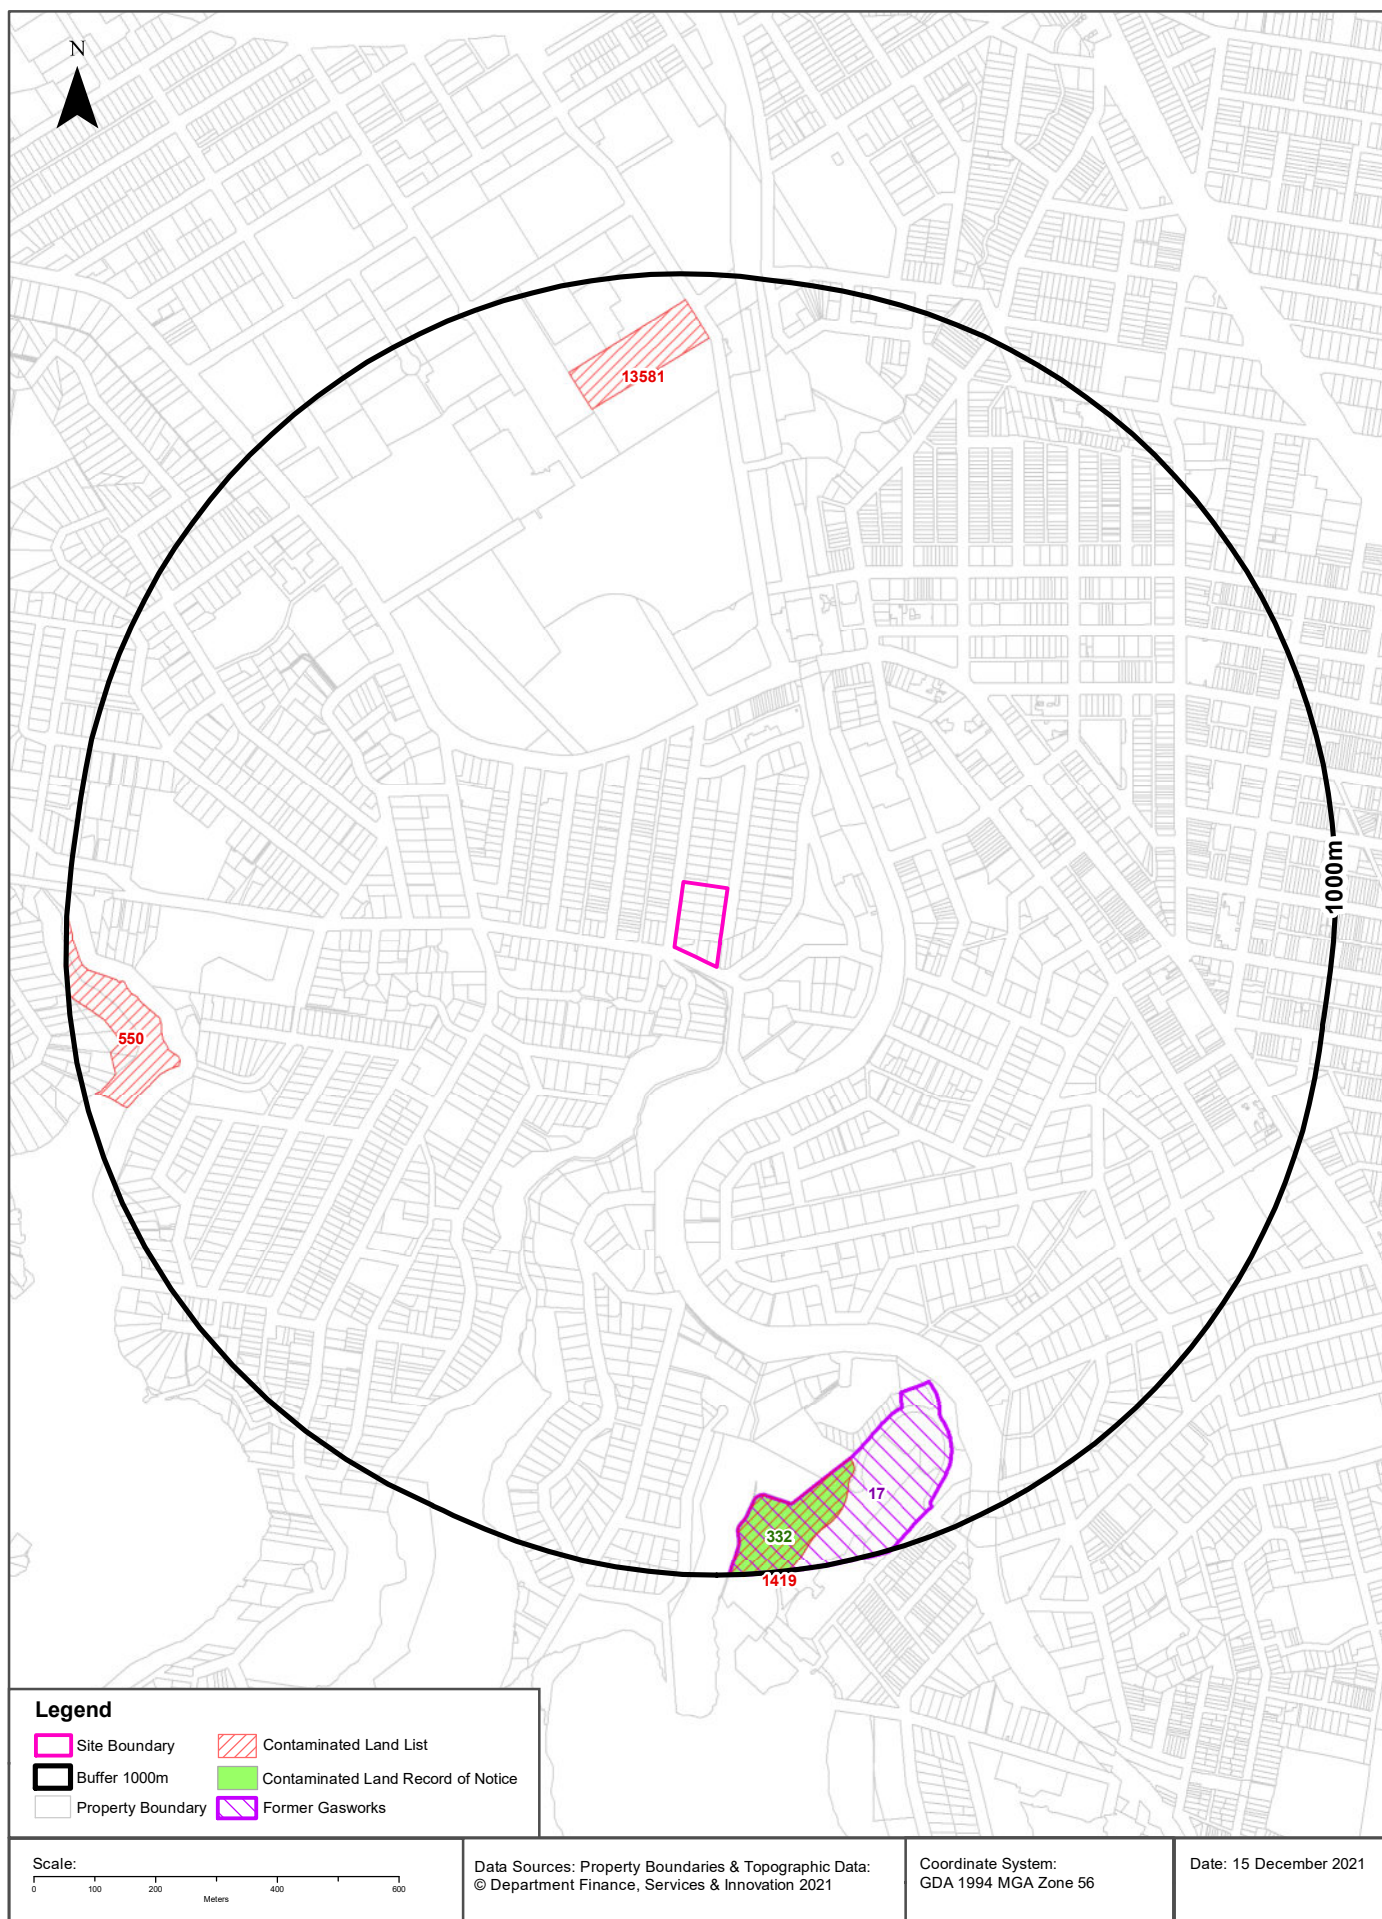 N
13581
1000m
550
17
332
1419
Legend
Site Boundary
Contaminated Land List
Buffer 1000m
Contaminated Land Record of Notice
Property Boundary
Former Gasworks
Scale:
0 100 200 400 600
Meters
Data Sources: Property Boundaries & Topographic Data:
© Department Finance, Services & Innovation 2021
Coordinate System:
GDA 1994 MGA Zone 56
Date: 15 December 2021